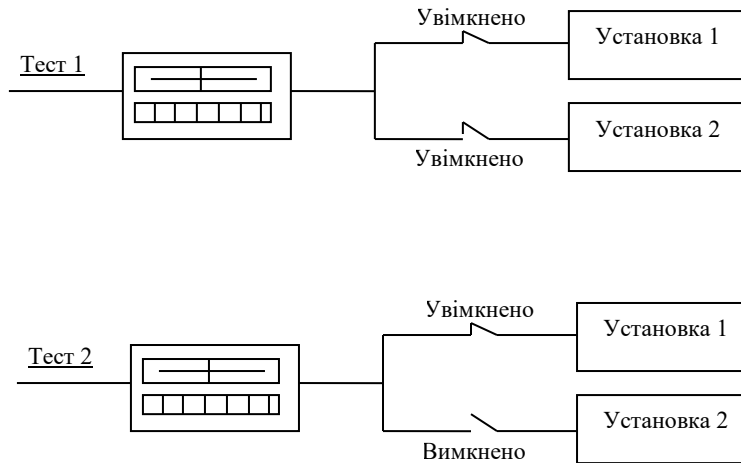 Увімкнено
Установка 1
Тест 1
Установка 2
Увімкнено
Увімкнено
Установка 1
Тест 2
Установка 2
Вимкнено